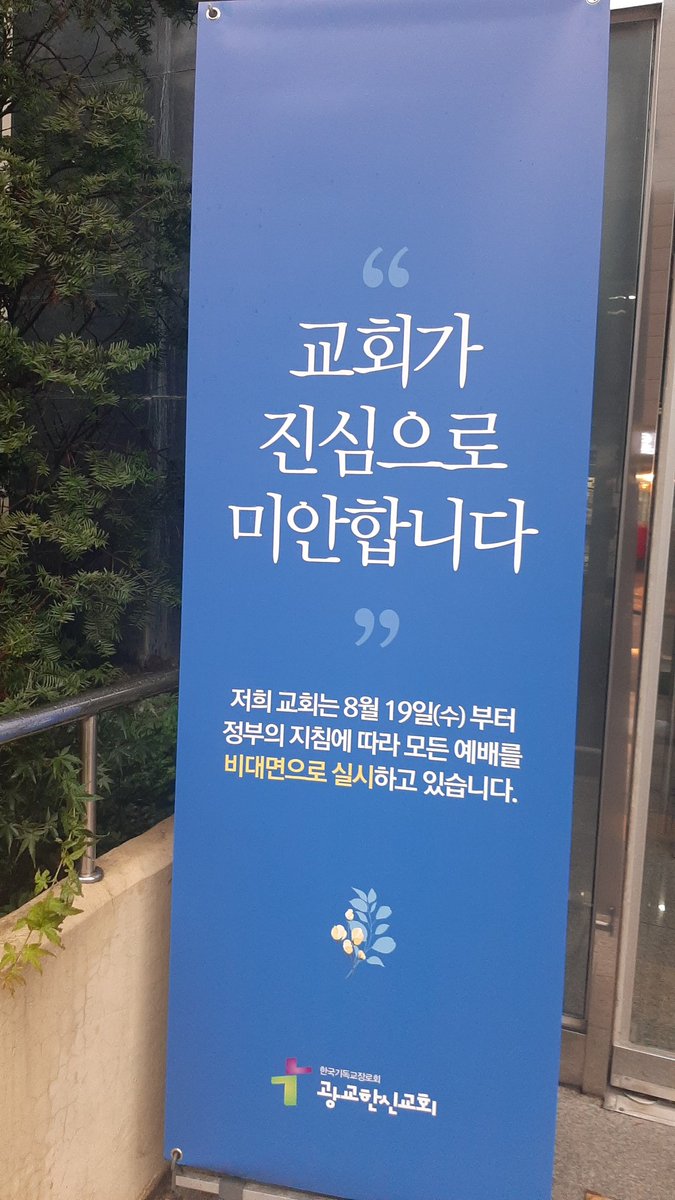 “
교회가
진심으로
미안합니다
”
저희 교회는 8월 19일(수) 부터
정부의 지침에 따라 모든 예배를
비대면으로 실시하고 있습니다.
한국기독교장로회
광교한신교회